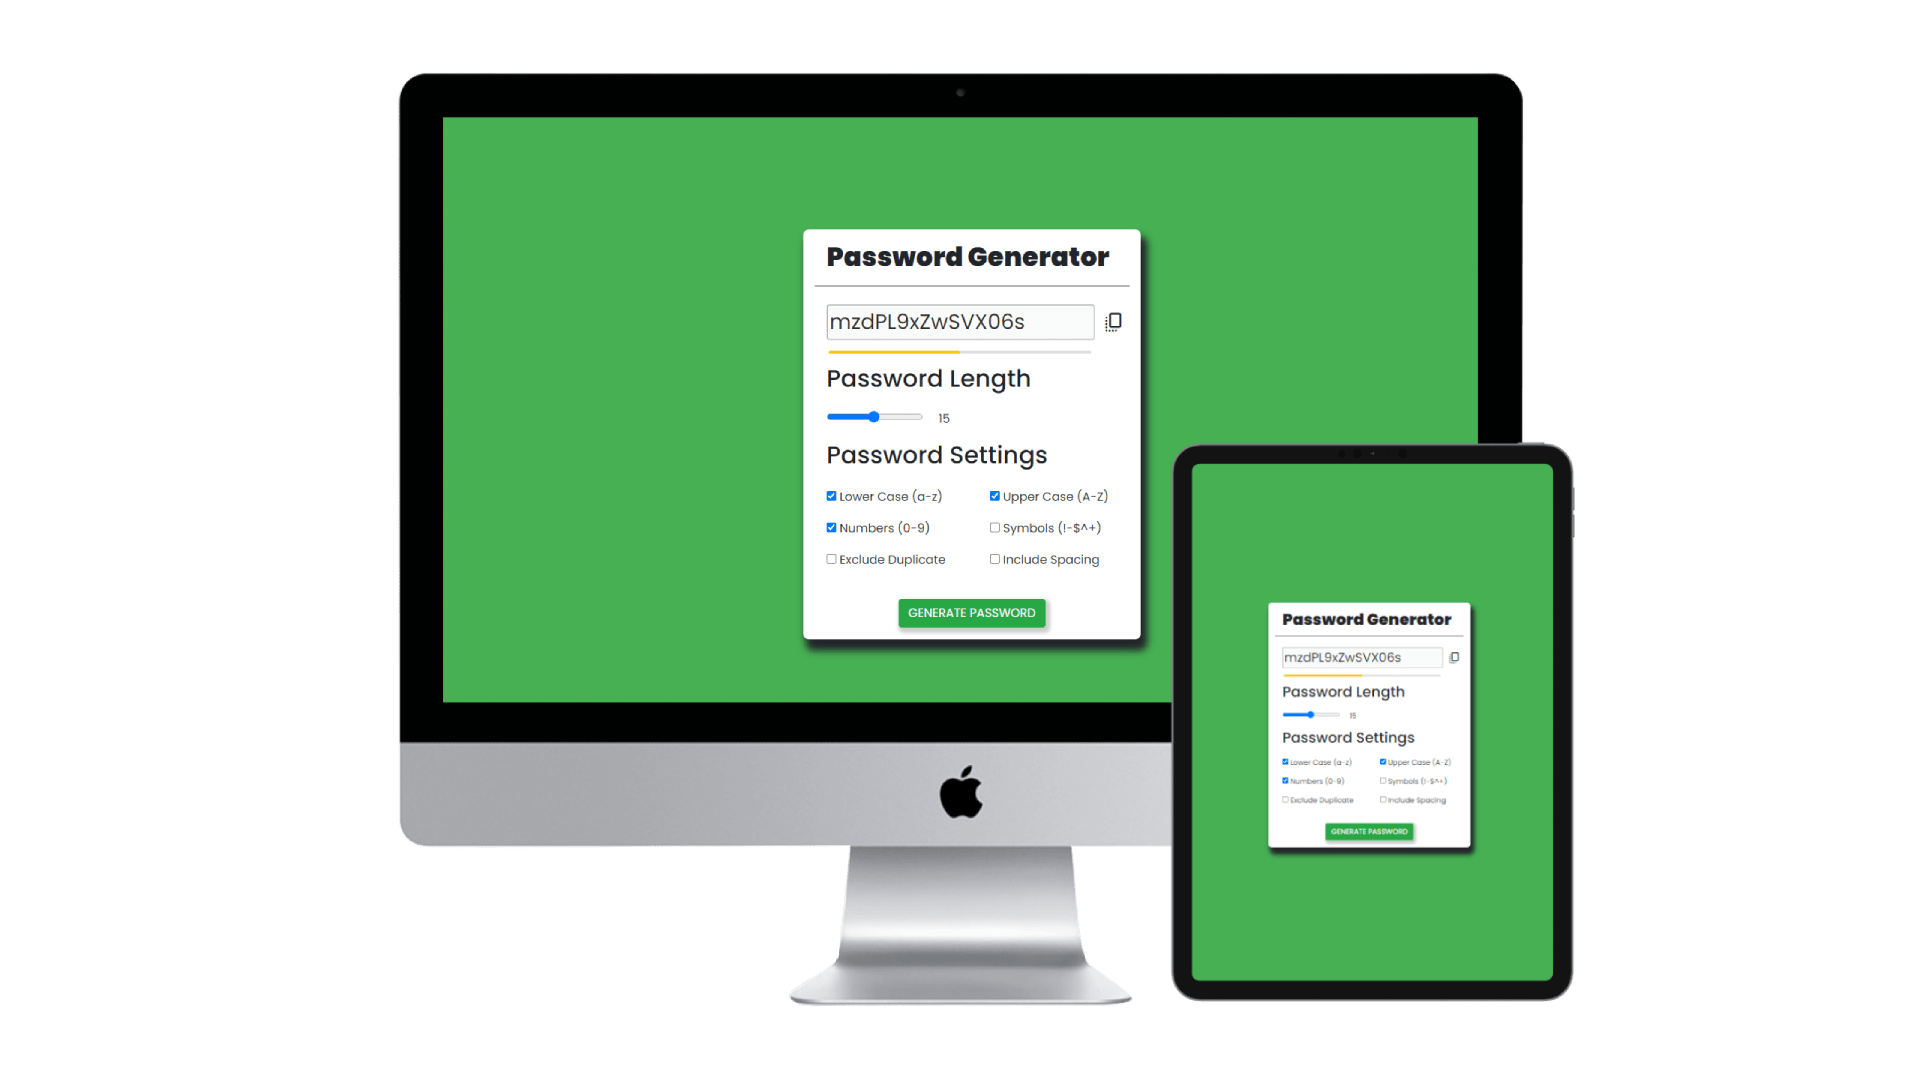 Password Generator
mzdPL9xZwSVX06s
Password Length
15
Password Settings
Lower Case (a-z) Upper Case (A-Z)
Numbers (0-9) Symbols (!-$^+)
Exclude Duplicate Include Spacing
GENERATE PASSWORD
Password Generator
mzdPL9xZwSVX06s
Password Length
15
Password Settings
Lower Case (a-z) Upper Case (A-Z)
Numbers (0-9) Symbols (!-$^+)
Exclude Duplicate Include Spacing
GENERATE PASSWORD